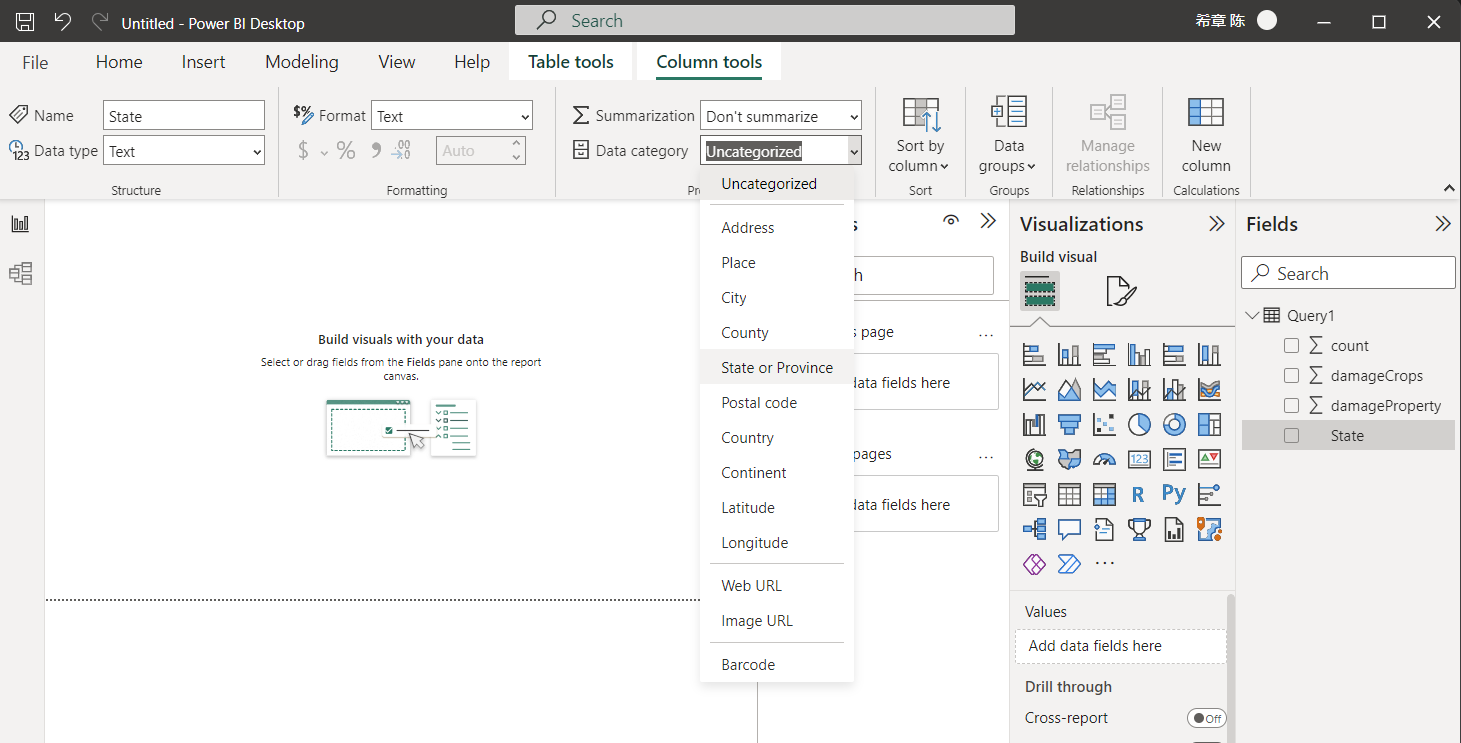 Untitled - Power BI Desktop
Search
希章 陈
File Home Insert Modeling View Help Table tools Column tools
Name State
Data type Text
Structure
Format Text
$ % 9 .00
Auto
Formatting
Summarization Don't summarize
Data category Uncategorized
Sort by column
Sort
Data groups
Groups
Manage relationships
Relationships
New column
Calculations
Uncategorized
Address
Place
City
County
State or Province
Postal code
Country
Continent
Latitude
Longitude
Web URL
Image URL
Barcode
Build visuals with your data
Select or drag fields from the Fields pane onto the report
canvas.
s page
...
data fields here
pages
...
data fields here
Visualizations
Build visual
123
R
Py
...
Values
Add data fields here
Drill through
Cross-report
Off
Fields
Search
Query1
count
damageCrops
damageProperty
State